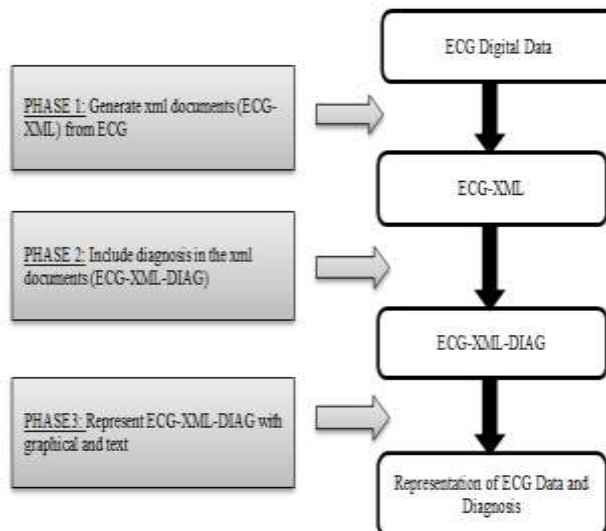 ECG Digital Data
PHASE 1: Generate xml documents (ECG-
XML) from ECG
ECG-XML
PHASE 2: Include diagnosis in the xml
documents (ECG-XML-DIAG)
ECG-XML-DIAG
PHASE3: Represent ECG-XML-DIAG with
graphical and text
Representation of ECG Data and
Diagnosis